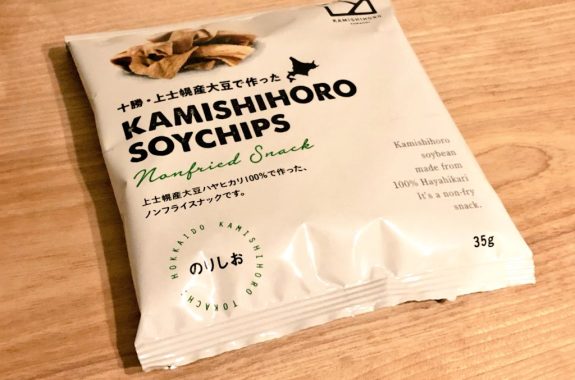 KAMISHIHORO
十勝・上士幌産大豆で作った
KAMISHIHORO
SOYCHIPS
Nonfried Snack
上士幌産大豆ハヤヒカリ100%で作った、
ノンフライスナックです。
Kamishihoro
soybean
made from
100% Hayahikari
It's a non-fry
snack.
HOKKAIDO KAMISHIHORO TOKACHI
のりしお
35g